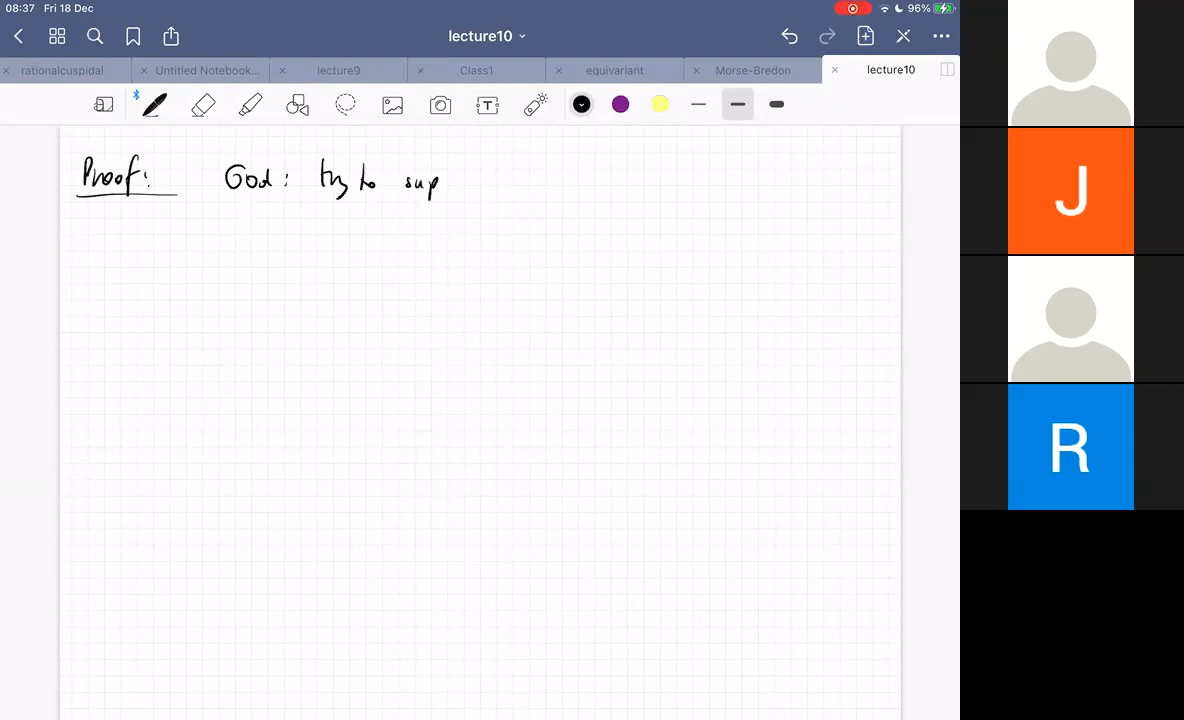 08:37 Fri 18 Dec
96%
lecture10
rationalcuspidal
Untitled Notebook...
lecture9
Class1
equivariant
Morse-Bredon
lecture10
T
Proof: God: try to sup
J
R